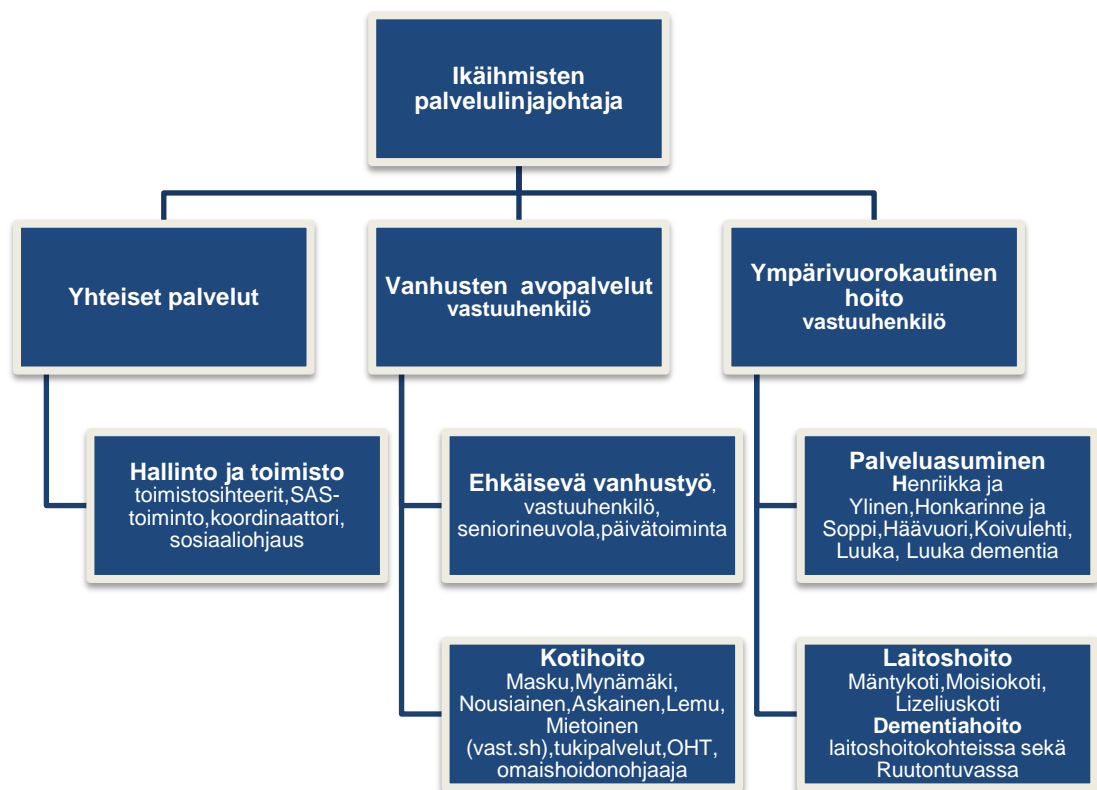 Ikäihmisten
palvelulinjajohtaja
Yhteiset palvelut
Vanhusten avopalvelut
vastuuhenkilö
Ympärivuorokautinen
hoito
vastuuhenkilö
Hallinto ja toimisto
toimistosihteerit,SAS-
toiminto,koordinaattori,
sosiaaliohjaus
Ehkäisevä vanhustyö,
vastuuhenkilö,
seniorineuvola,päivätoiminta
Palveluasuminen
Henriikka ja
Ylinen,Honkarinne ja
Soppi,Häävuori,Koivulehti,
Luuka, Luuka dementia
Kotihoito
Masku,Mynämäki,
Nousiainen,Askainen,Lemu,
Mietoinen
(vast.sh),tukipalvelut,OHT,
omaishoidonohjaaja
Laitoshoito
Mäntykoti,Moisiokoti,
Lizeliuskoti
Dementiahoito
laitoshoitokohteissa sekä
Ruutontuvassa